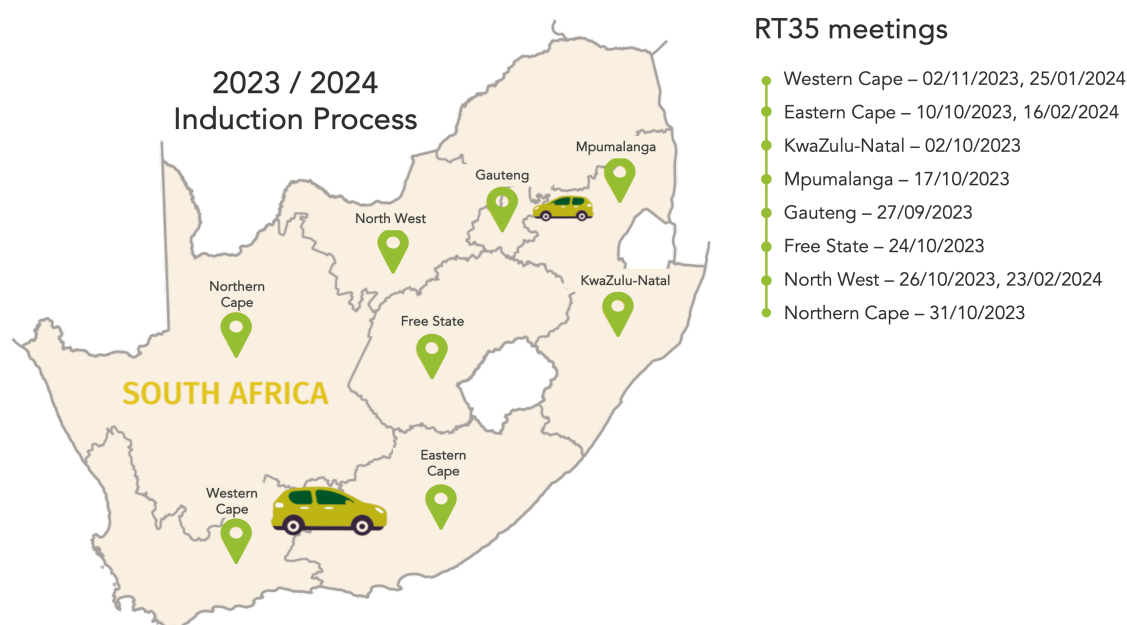 2023 / 2024
Induction Process
Mpumalanga
Gauteng
North West
KwaZulu-Natal
Northern
Cape
Free State
SOUTH AFRICA
Eastern
Cape
Western
Cape
RT35 meetings
Western Cape – 02/11/2023, 25/01/2024
Eastern Cape – 10/10/2023, 16/02/2024
KwaZulu-Natal – 02/10/2023
Mpumalanga – 17/10/2023
Gauteng – 27/09/2023
Free State – 24/10/2023
North West – 26/10/2023, 23/02/2024
Northern Cape – 31/10/2023